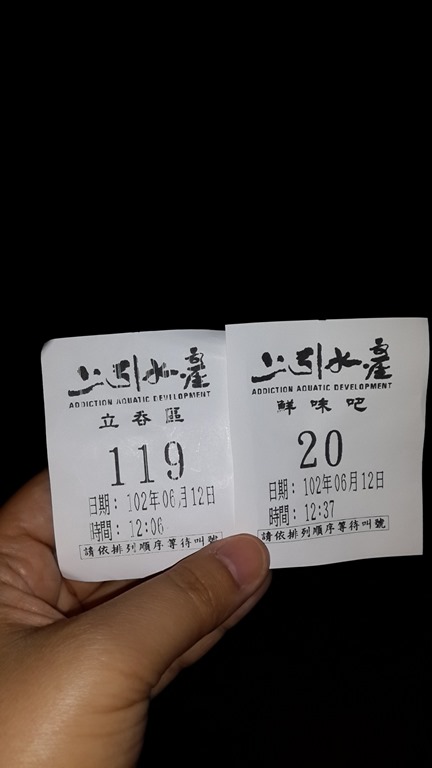 上引水產
ADDICTION AQUATIC DEVELOPMENT
立吞區
119
日期：102年06月12日
時間：12:06
請依排列順序等待叫號
上引水產
ADDICTION AQUATIC DEVELOPMENT
鮮味吧
20
日期：102年06月12日
時間：12:37
請依排列順序等待叫號